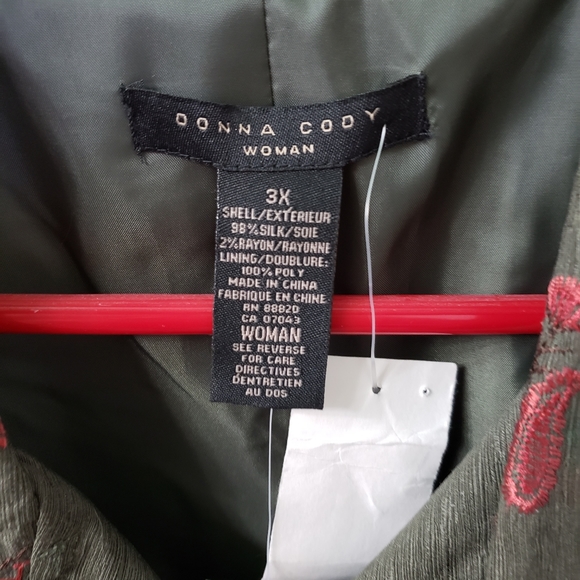 DONNA CODY
WOMAN
3X
SHELL/EXTERIEUR
98%SILK/SOIE
2%RAYON/RAYONNE
LINING/DOUBLURE:
100%POLY
MADE IN CHINA
FABRIQUE EN CHINE
RN 88820
CA 07043
WOMAN
SEE REVERSE
FOR CARE
DIRECTIVES
DENTRETIEN
AU DOS